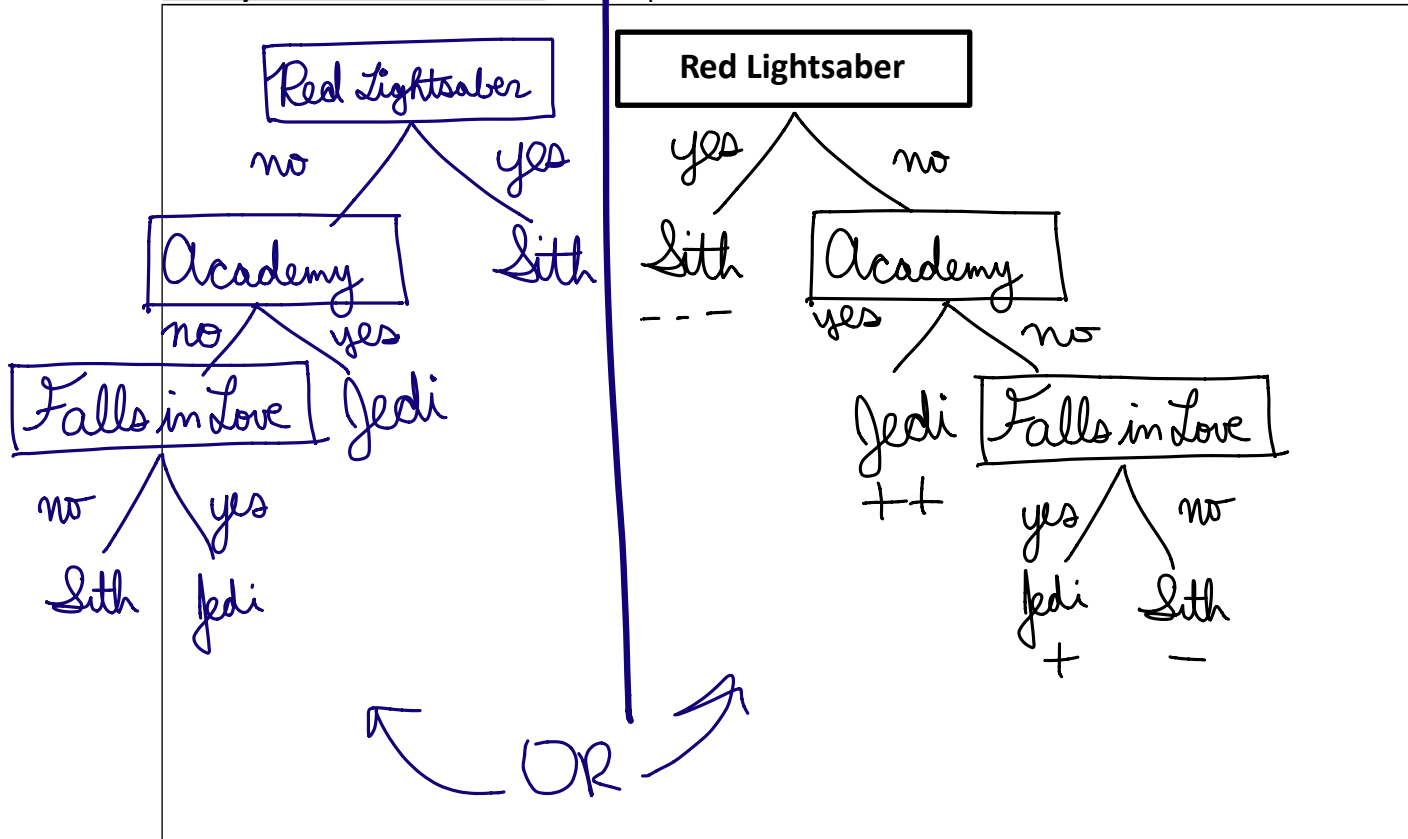 Red Lightsaber
no
yes
Academy
Sith
no
yes
Falls in Love
Jedi
no
yes
Sith
Jedi
Red Lightsaber
yes
no
Sith
- - -
Academy
yes
no
Jedi
++
Falls in Love
yes
no
Jedi
Sith
+
-
OR